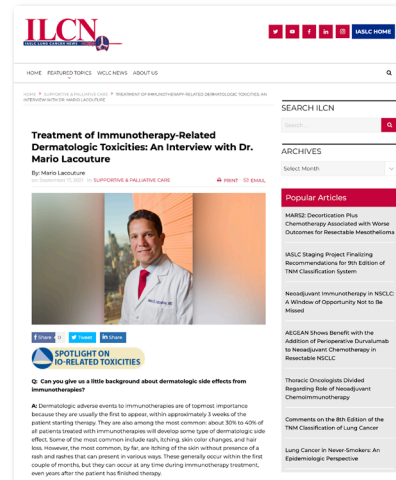 ILCN
IASLC LUNG CANCER NEWS
IASLC HOME
HOME FEATURED TOPICS WCLC NEWS ABOUT US
HOME SUPPORTIVE & PALLIATIVE CARE TREATMENT OF IMMUNOTHERAPY-RELATED DERMATOLOGIC TOXICITIES: AN
INTERVIEW WITH DR. MARIO LACOUTURE
Treatment of Immunotherapy-Related
Dermatologic Toxicities: An Interview with Dr.
Mario Lacouture
By: Mario Lacouture
on September 17, 2021 In SUPPORTIVE & PALLIATIVE CARE
PRINT EMAIL
f Share 0 Tweet in Share
SPOTLIGHT ON
IO-RELATED TOXICITIES
Q: Can you give us a little background about dermatologic side effects from
immunotherapies?
A: Dermatologic adverse events to immunotherapies are of topmost importance
because they are usually the first to appear, within approximately 3 weeks of the
patient starting therapy. They are also among the most common: about 30% to 40% of
all patients treated with immunotherapies will develop some type of dermatologic side
effect. Some of the most common include rash, itching, skin color changes, and hair
loss. However, the most common, by far, are itching of the skin without presence of a
rash and rashes that can present in various ways. These generally occur within the first
couple of months, but they can occur at any time during immunotherapy treatment,
even years after the patient has finished therapy.
SEARCH ILCN
Search ...
ARCHIVES
Select Month
Popular Articles
MARS2: Decortication Plus
Chemotherapy Associated with Worse
Outcomes for Resectable Mesothelioma
IASLC Staging Project Finalizing
Recommendations for 9th Edition of
TNM Classification System
Neoadjuvant Immunotherapy in NSCLC:
A Window of Opportunity Not to Be
Missed
AEGEAN Shows Benefit with the
Addition of Perioperative Durvalumab
to Neoadjuvant Chemotherapy in
Resectable NSCLC
Thoracic Oncologists Divided
Regarding Role of Neoadjuvant
Chemoimmunotherapy
Comments on the 8th Edition of the
TNM Classification of Lung Cancer
Lung Cancer in Never-Smokers: An
Epidemiologic Perspective